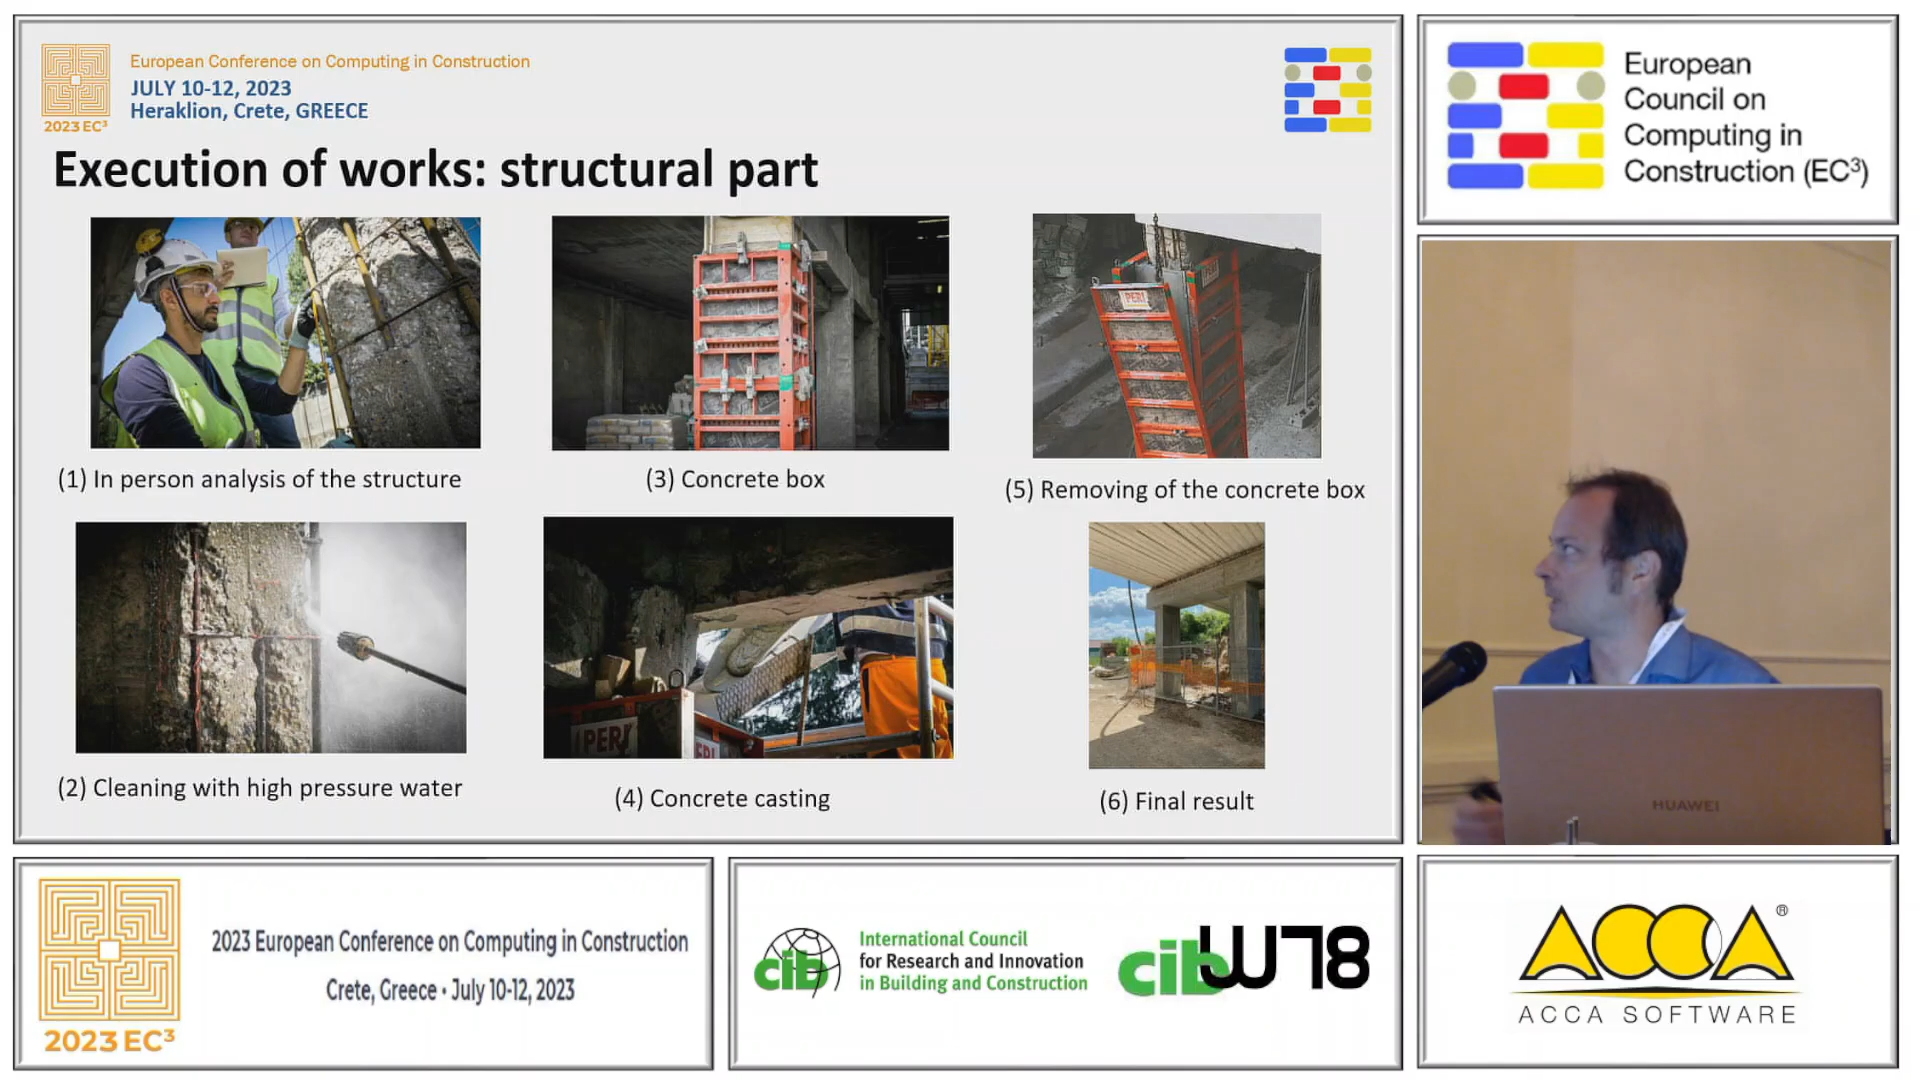 European Conference on Computing in Construction
JULY 10-12, 2023
Heraklion, Crete, GREECE
2023 EC³
Execution of works: structural part
(1) In person analysis of the structure
(3) Concrete box
PERI
(5) Removing of the concrete box
(2) Cleaning with high pressure water
PERI
(4) Concrete casting
(6) Final result
European
Council on
Computing in
Construction (EC³)
HUAWEI
2023 European Conference on Computing in Construction
Crete, Greece • July 10-12, 2023
2023 EC³
cib
International Council
for Research and Innovation
in Building and Construction
cib W78
ACCA ®
ACCA SOFTWARE